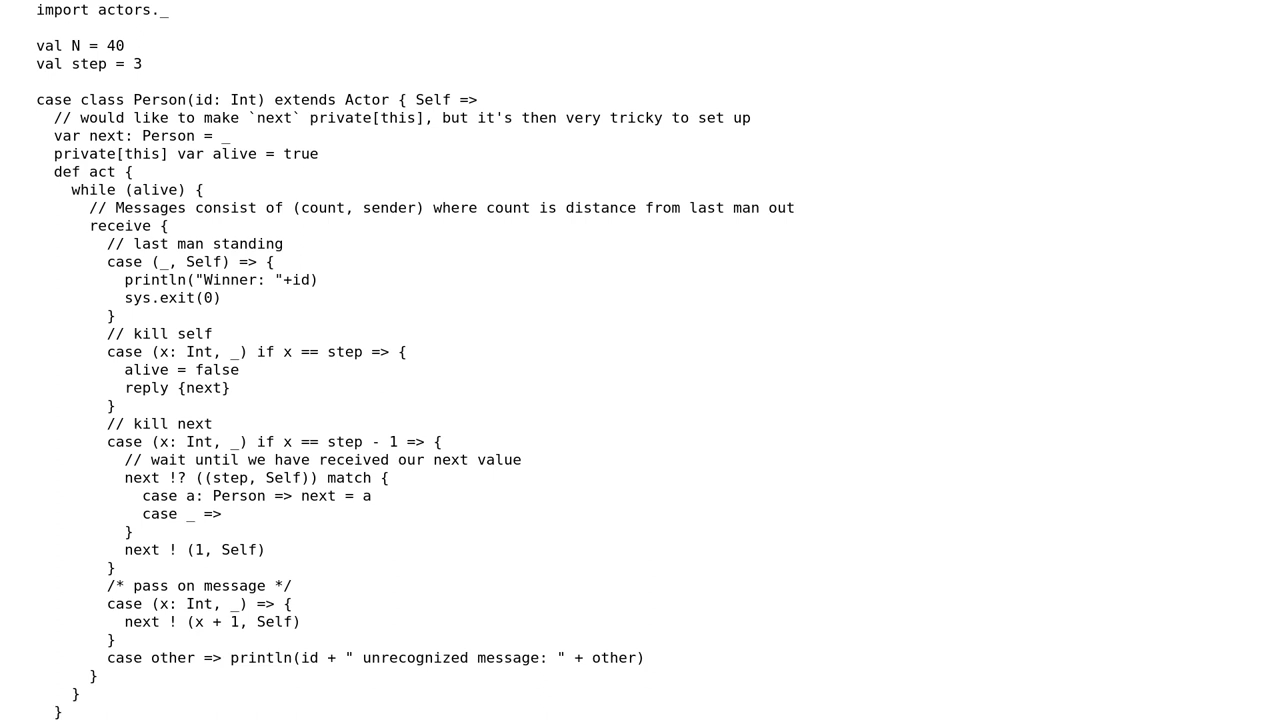 import actors._

val N = 40
val step = 3

case class Person(id: Int) extends Actor { Self =>
  // would like to make `next` private[this], but it's then very tricky to set up
  var next: Person = _
  private[this] var alive = true
  def act {
    while (alive) {
      // Messages consist of (count, sender) where count is distance from last man out
      receive {
        // last man standing
        case (_, Self) => {
          println("Winner: "+id)
          sys.exit(0)
        }
        // kill self
        case (x: Int, _) if x == step => {
          alive = false
          reply {next}
        }
        // kill next
        case (x: Int, _) if x == step - 1 => {
          // wait until we have received our next value
          next !? ((step, Self)) match {
            case a: Person => next = a
            case _ =>
          }
          next ! (1, Self)
        }
        /* pass on message */
        case (x: Int, _) => {
          next ! (x + 1, Self)
        }
        case other => println(id + " unrecognized message: " + other)
      }
    }
  }